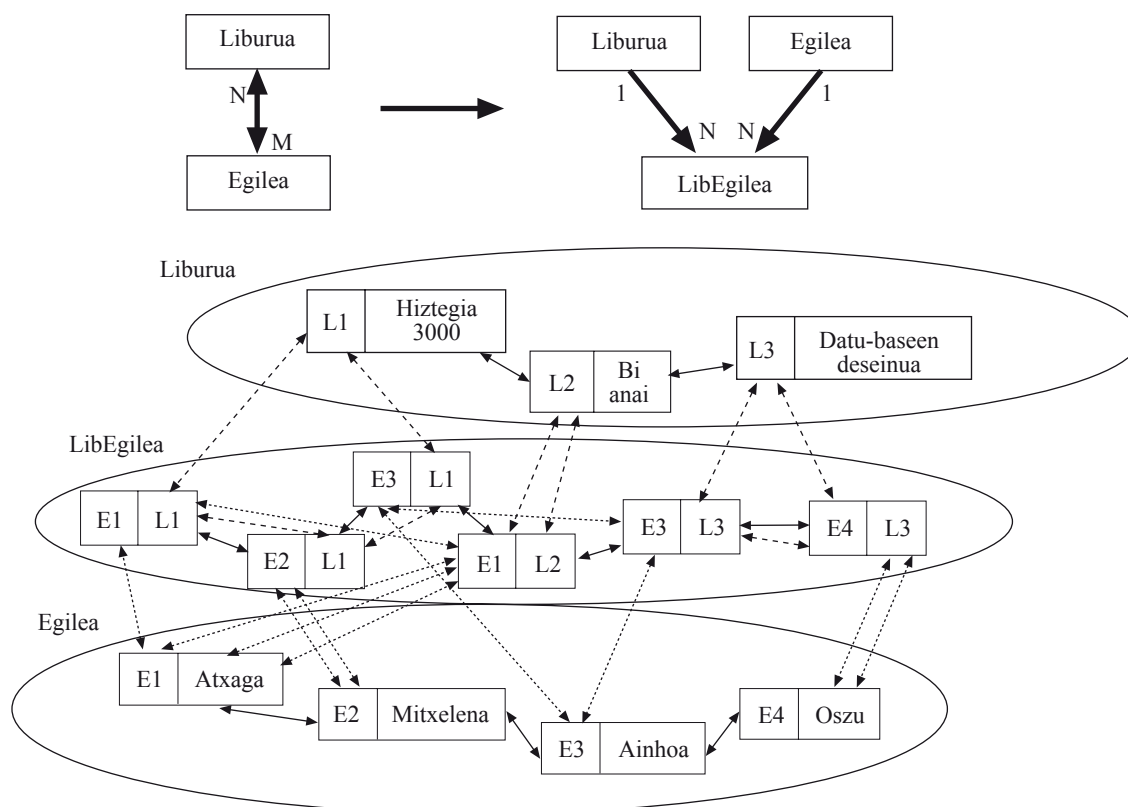 Liburua
N
M
Egilea
Liburua
Egilea
1
1
N
N
LibEgilea
Liburua
L1
Hiztegia
3000
L2
Bi
anai
L3
Datu-baseen
deseinua
LibEgilea
E1 L1
E2 L1
E3 L1
E1 L2
E3 L3
E4 L3
Egilea
E1 Atxaga
E2 Mitxelena
E3 Ainhoa
E4 Oszu